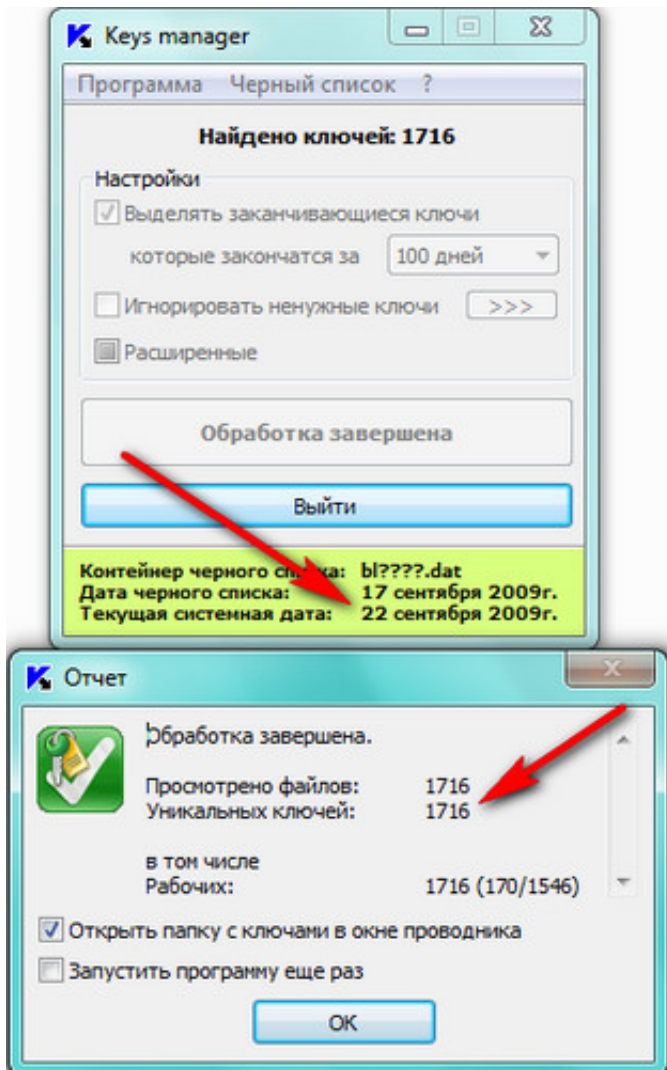 Keys manager
Программа Черный список ?
Найдено ключей: 1716
Настройки
Выделять заканчивающиеся ключи
которые закончатся за 100 дней
Игнорировать ненужные ключи >>>
Расширенные
Обработка завершена
Выйти
Контейнер черного списка: bl????.dat
Дата черного списка: 17 сентября 2009г.
Текущая системная дата: 22 сентября 2009г.
Отчет
Обработка завершена.
Просмотрено файлов: 1716
Уникальных ключей: 1716
в том числе
Рабочих: 1716 (170/1546)
Открыть папку с ключами в окне проводника
Запустить программу еще раз
OK